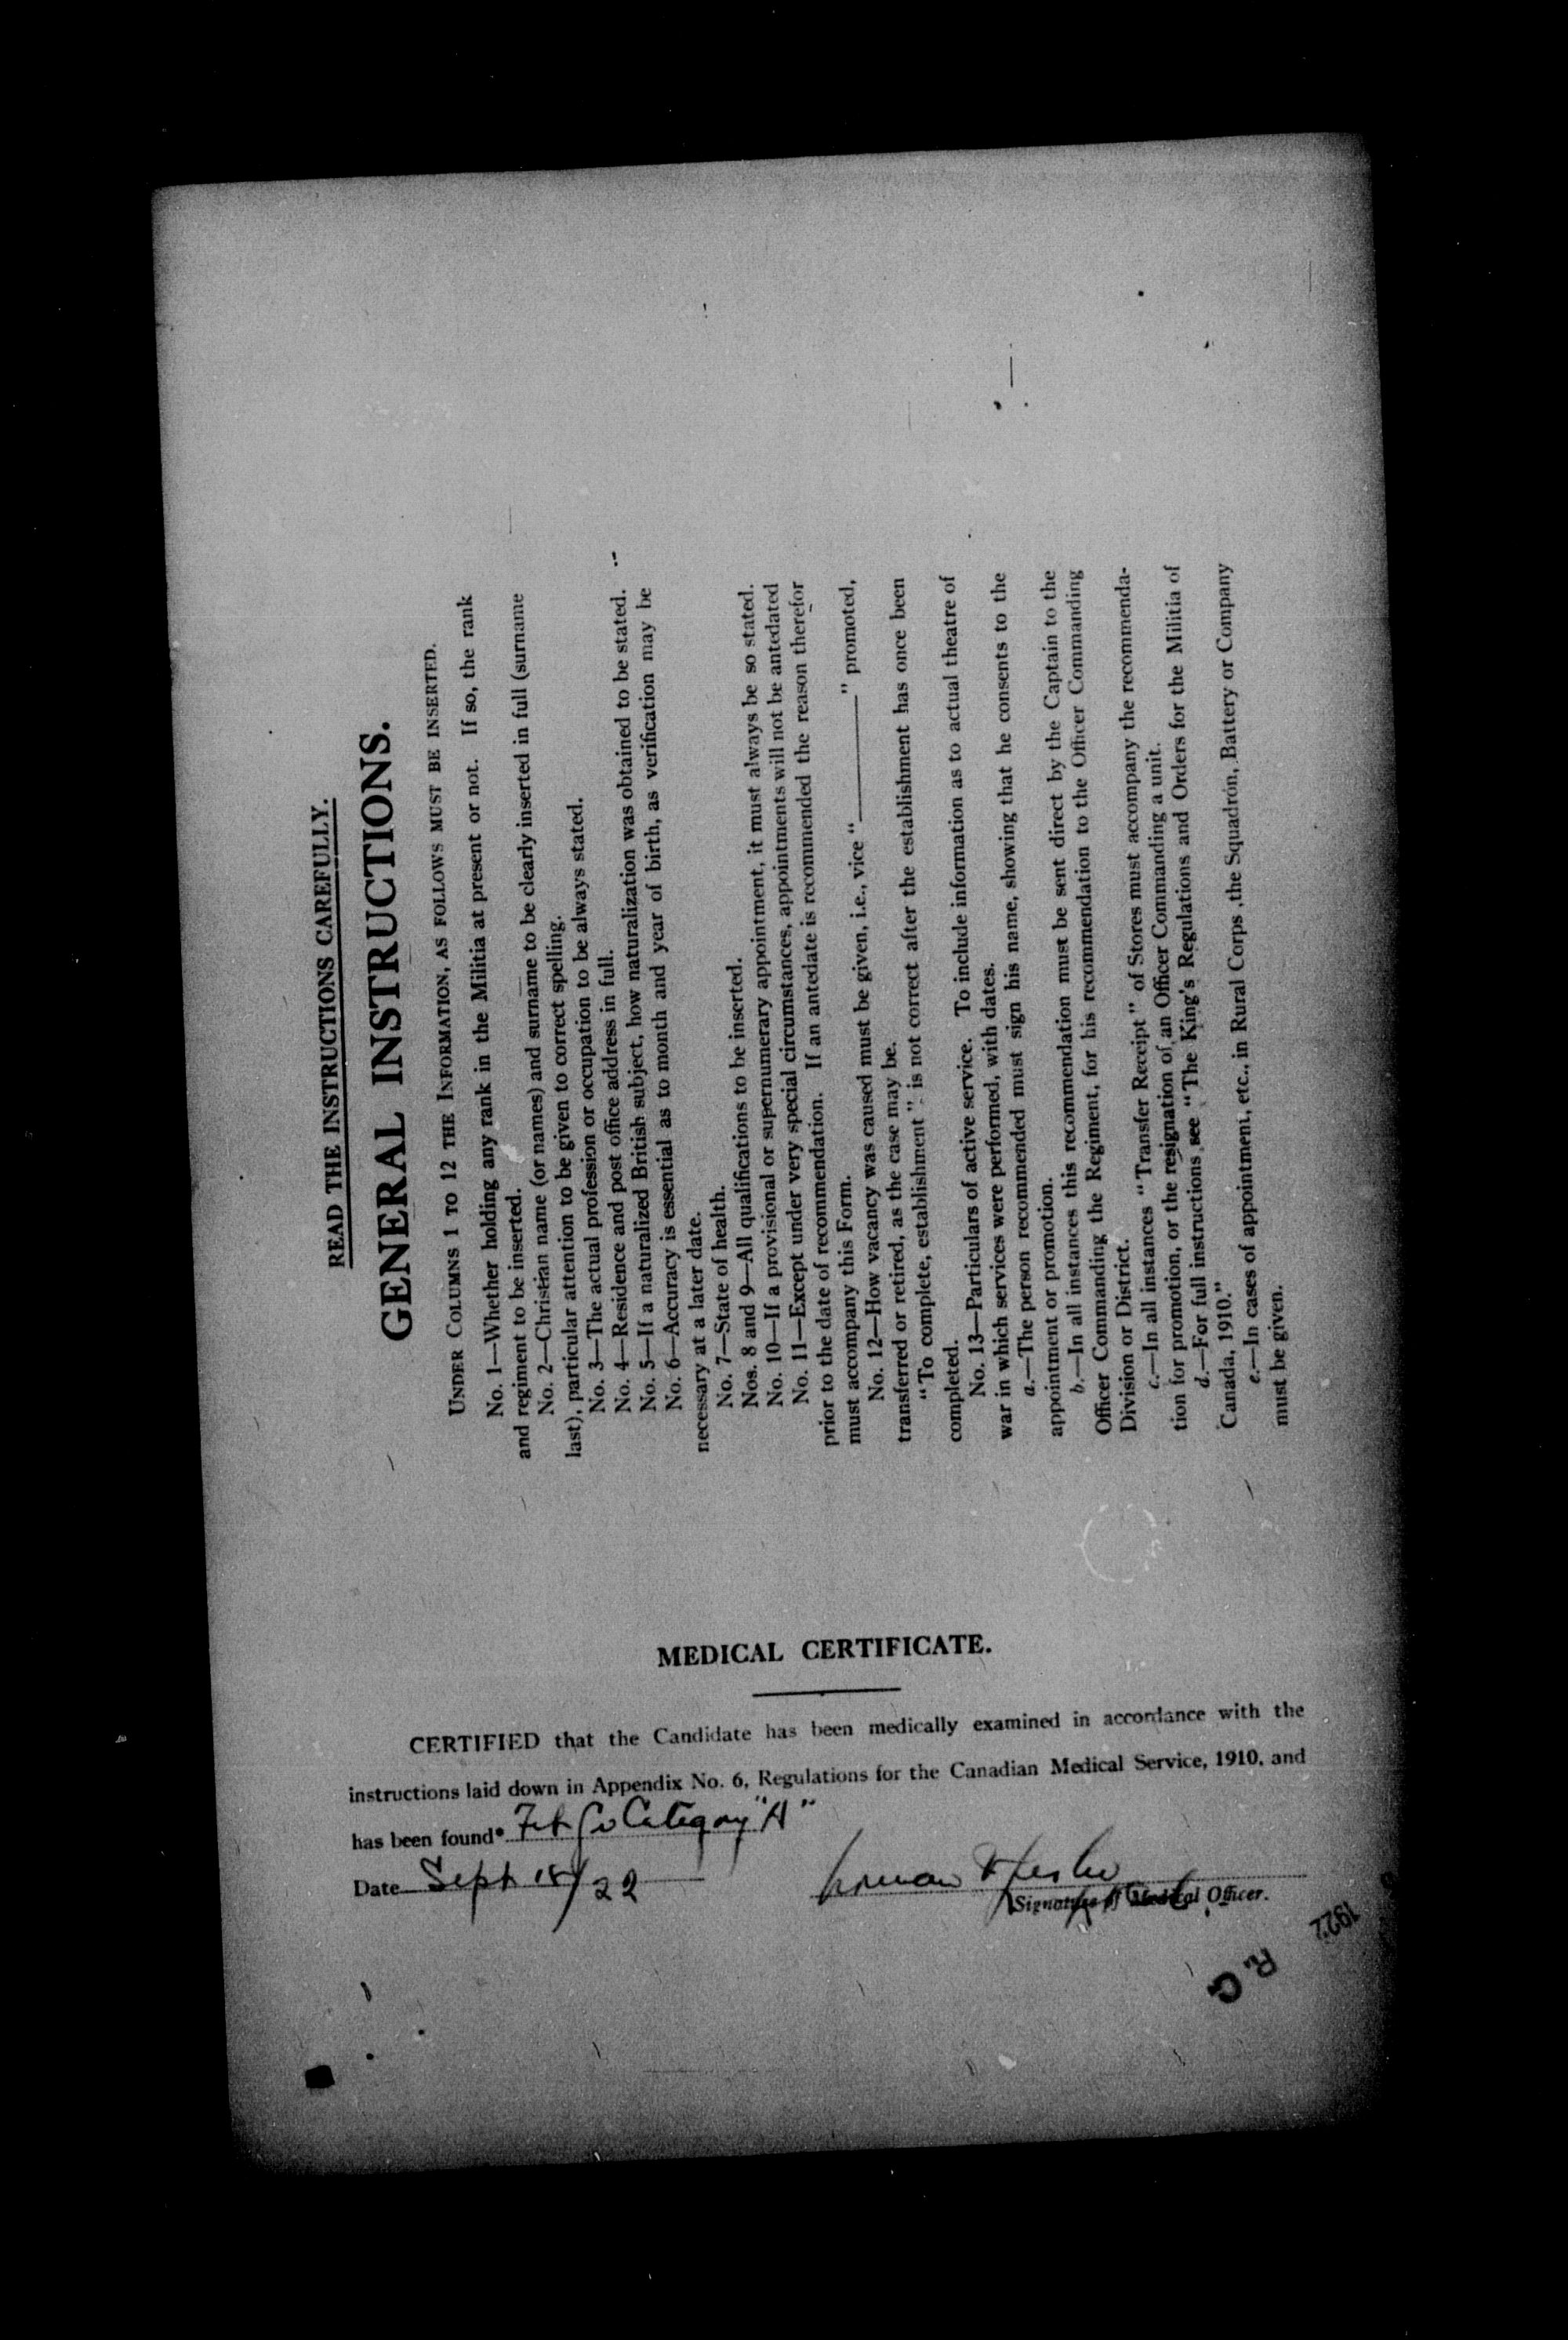 READ THE INSTRUCTIONS CAREFULLY.
GENERAL INSTRUCTIONS.
UNDER COLUMNS 1 TO 12 THE INFORMATION, AS FOLLOWS MUST BE INSERTED.
No. 1—Whether holding any rank in the Militia at present or not. If so, the rank
and regiment to be inserted.
No. 2—Christian name (or names) and surname to be clearly inserted in full (surname
last), particular attention to be given to correct spelling.
No. 3—The actual profession or occupation to be always stated.
No. 4—Residence and post office address in full.
No. 5—If a naturalized British subject, how naturalization was obtained to be stated.
No. 6—Accuracy is essential as to month and year of birth, as verification may be
necessary at a later date.
No. 7—State of health.
Nos. 8 and 9—All qualifications to be inserted.
No. 10—If a provisional or supernumerary appointment, it must always be so stated.
No. 11—Except under very special circumstances, appointments will not be antedated
prior to the date of recommendation. If an antedate is recommended the reason therefor
must accompany this Form.
No. 12—How vacancy was caused must be given, i.e., vice "__________" promoted,
transferred or retired, as the case may be.
"To complete, establishment" is not correct after the establishment has once been
completed.
No. 13—Particulars of active service. To include information as to actual theatre of
war in which services were performed, with dates.
a.—The person recommended must sign his name, showing that he consents to the
appointment or promotion.
b.—In all instances this recommendation must be sent direct by the Captain to the
Officer Commanding the Regiment, for his recommendation to the Officer Commanding
Division or District.
c.—In all instances "Transfer Receipt" of Stores must accompany the recommenda-
tion for promotion, or the resignation of an Officer Commanding a unit.
d.—For full instructions see "The King's Regulations and Orders for the Militia of
Canada, 1910."
e.—In cases of appointment, etc., in Rural Corps ,the Squadron, Battery or Company
must be given.
MEDICAL CERTIFICATE.
CERTIFIED that the Candidate has been medically examined in accordance with the
instructions laid down in Appendix No. 6, Regulations for the Canadian Medical Service, 1910, and
has been found* Fit for Category "A"
Date Sept 18/22
Signature of Medical Officer.
R. C
1922